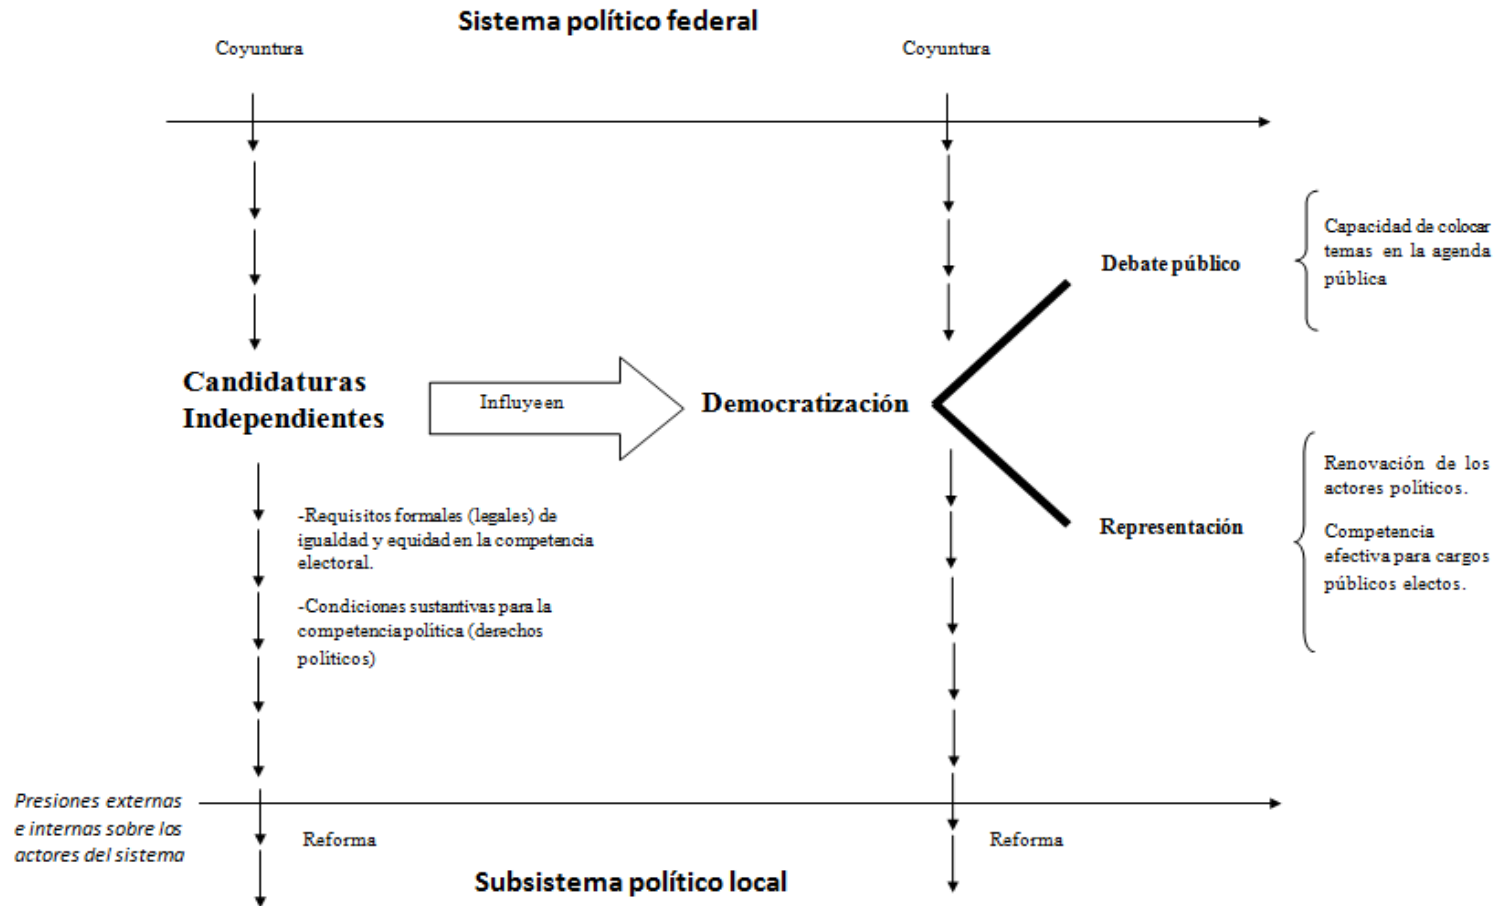 Sistema político federal
Coyuntura
Coyuntura
Debate público
Capacidad de colocar
temas en la agenda
pública
Candidaturas
Independientes
Influye en
Democratización
-Requisitos formales (legales) de
igualdad y equidad en la competencia
electoral.
-Condiciones sustantivas para la
competencia política (derechos
políticos)
Representación
Renovación de los
actores políticos.
Competencia
efectiva para cargos
públicos electos.
Presiones externas
e internas sobre los
actores del sistema
Reforma
Reforma
Subsistema político local